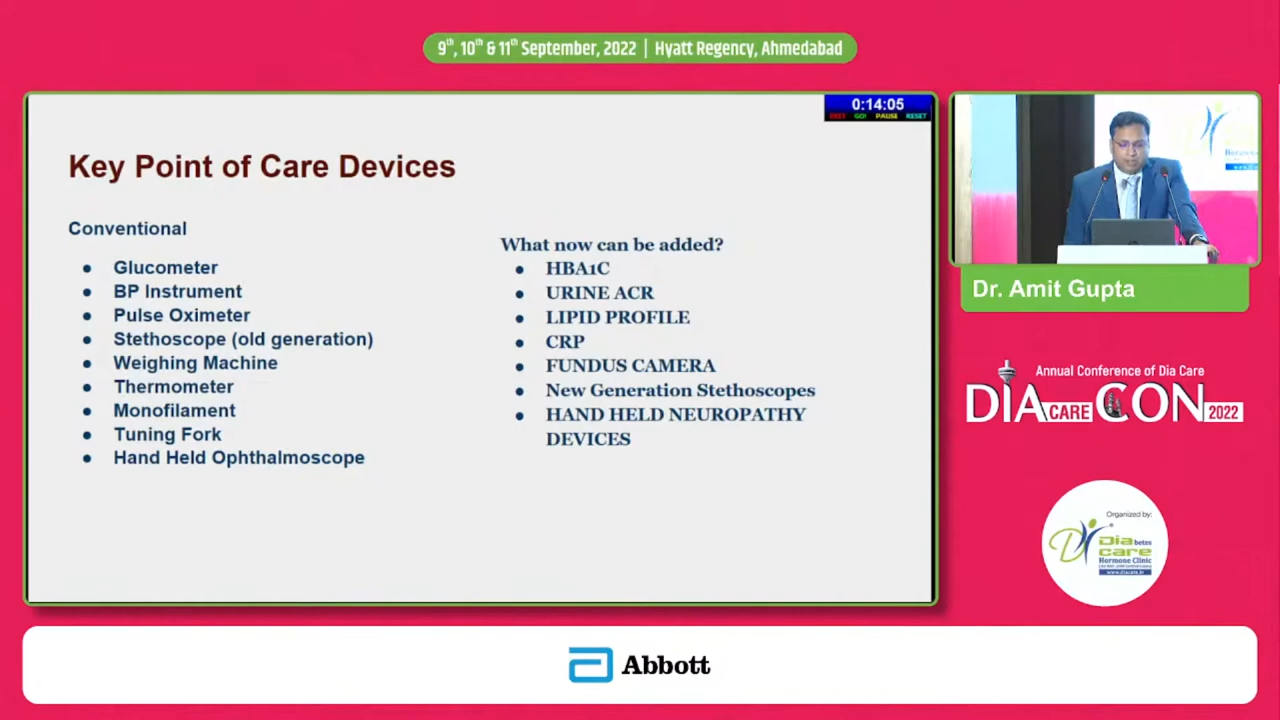 9th, 10th & 11th September, 2022 | Hyatt Regency, Ahmedabad
0:14:05
EXIT GO! PAUSE RESET
Key Point of Care Devices
Conventional
● Glucometer
● BP Instrument
● Pulse Oximeter
● Stethoscope (old generation)
● Weighing Machine
● Thermometer
● Monofilament
● Tuning Fork
● Hand Held Ophthalmoscope
What now can be added?
● HBA1C
● URINE ACR
● LIPID PROFILE
● CRP
● FUNDUS CAMERA
● New Generation Stethoscopes
● HAND HELD NEUROPATHY
DEVICES
Dr. Amit Gupta
Annual Conference of Dia Care
DIA CARE CON 2022
Organized by:
Diabetes
care
Hormone Clinic
www.diacare.in
Abbott